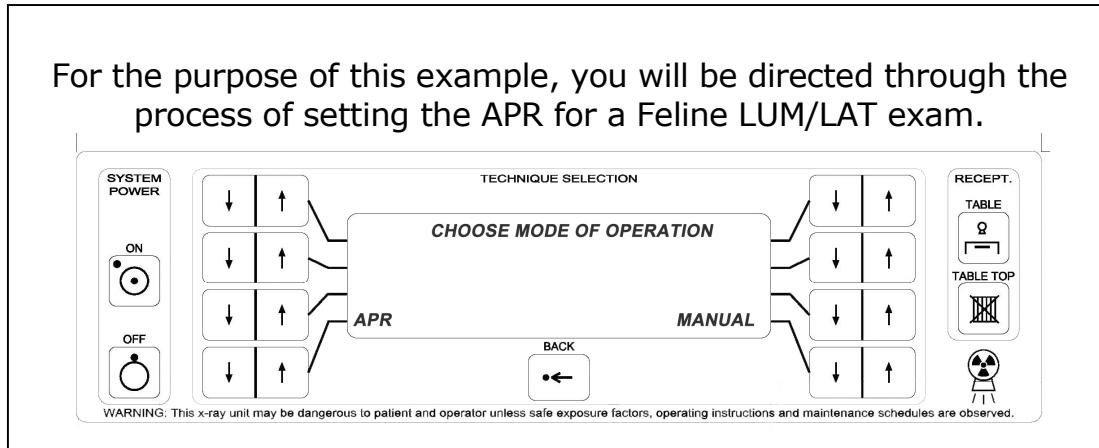 For the purpose of this example, you will be directed through the
process of setting the APR for a Feline LUM/LAT exam.
SYSTEM
POWER
ON
OFF
TECHNIQUE SELECTION
CHOOSE MODE OF OPERATION
APR
MANUAL
BACK
RECEPT.
TABLE
TABLE TOP
WARNING: This x-ray unit may be dangerous to patient and operator unless safe exposure factors, operating instructions and maintenance schedules are observed.